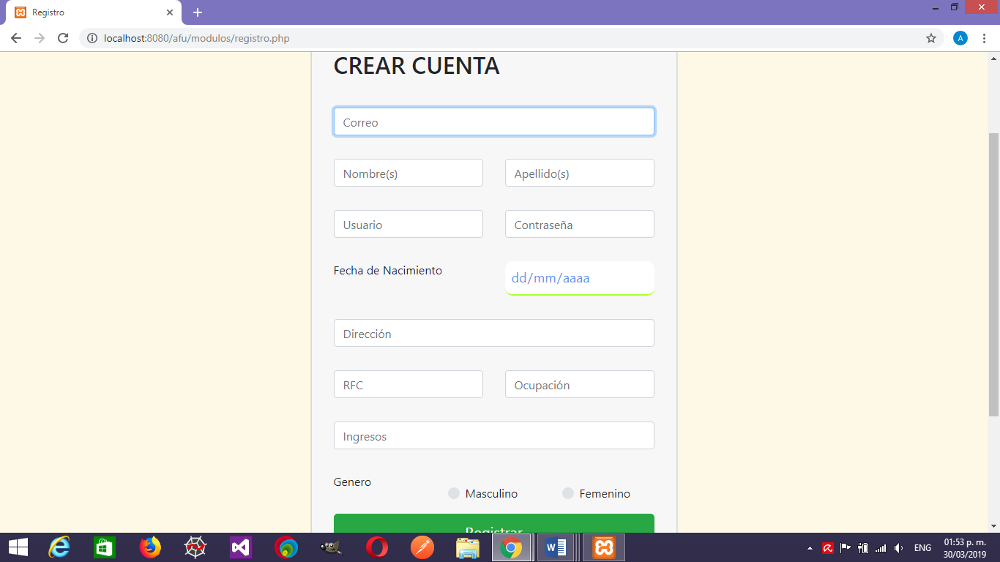 Registro
localhost:8080/afu/modulos/registro.php
A
CREAR CUENTA
Correo
Nombre(s) Apellido(s)
Usuario Contraseña
Fecha de Nacimiento dd/mm/aaaa
Dirección
RFC Ocupación
Ingresos
Genero
Masculino Femenino
Registrar
ENG
01:53 p. m.
30/03/2019